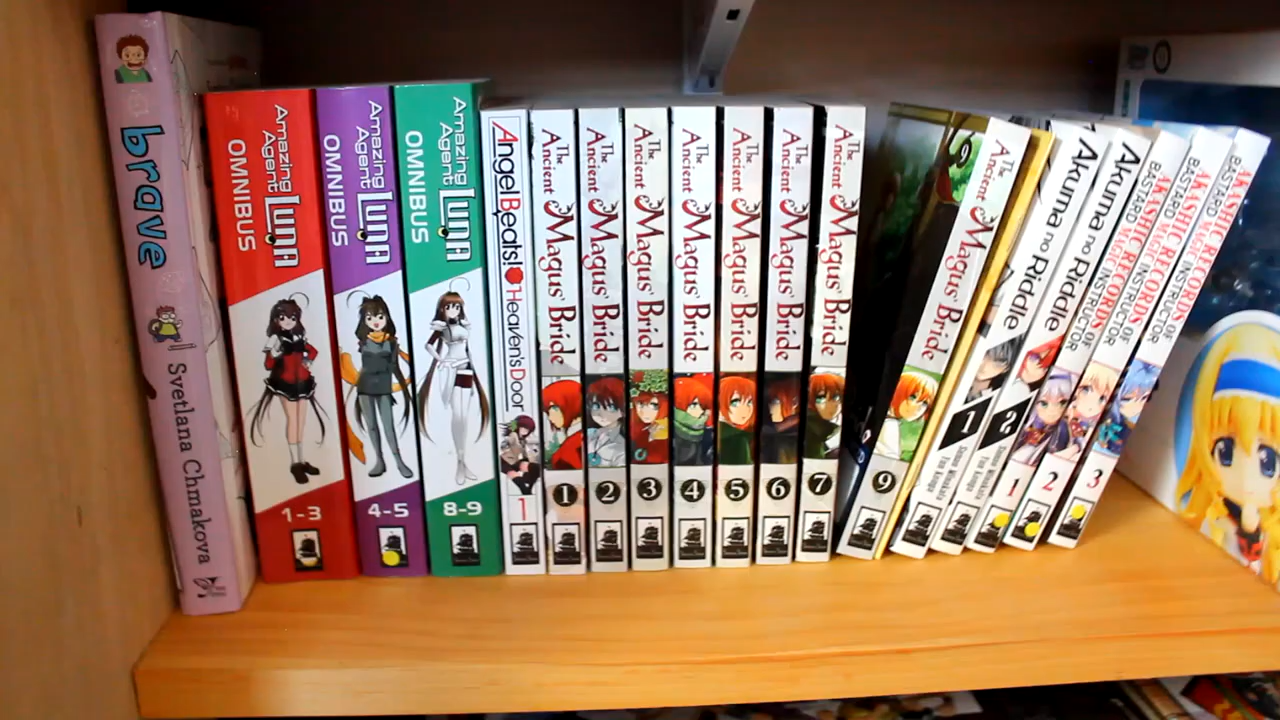 brave
Svetlana Chmakova
Amazing
Agent
LUNA
OMNIBUS
1-3
Amazing
Agent
LUNA
OMNIBUS
4-5
Amazing
Agent
LUNA
OMNIBUS
8-9
Angel Beats! Heaven's Door
1
The
Ancient
Magus' Bride
1
The
Ancient
Magus' Bride
2
The
Ancient
Magus' Bride
3
The
Ancient
Magus' Bride
4
The
Ancient
Magus' Bride
5
The
Ancient
Magus' Bride
6
The
Ancient
Magus' Bride
7
9
The
Ancient
Magus' Bride
9
Akuma no Riddle
1
Akuma no Riddle
2
AKASHIC RECORDS OF
BASTARD MAGIC INSTRUCTOR
1
AKASHIC RECORDS OF
BASTARD MAGIC INSTRUCTOR
2
AKASHIC RECORDS OF
BASTARD MAGIC INSTRUCTOR
3